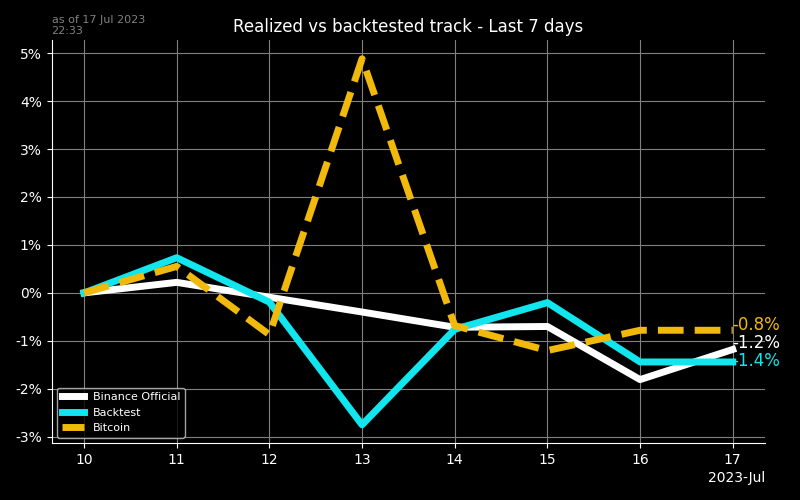 as of 17 Jul 2023
22:33
Realized vs backtested track - Last 7 days
5%
4%
3%
2%
1%
0%
-1%
-2%
-3%
-0.8%
-1.2%
-1.4%
Binance Official
Backtest
Bitcoin
10 11 12 13 14 15 16 17
2023-Jul